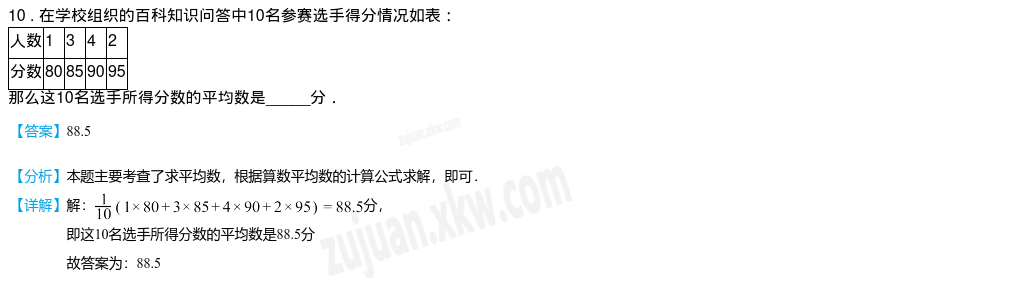 10．在学校组织的百科知识问答中10名参赛选手得分情况如表：
人数 1 3 4 2
分数 80 85 90 95
那么这10名选手所得分数的平均数是_____分．
【答案】88.5
zujuan.xkw.com
【分析】本题主要考查了求平均数，根据算数平均数的计算公式求解，即可．
【详解】解：1/10 (1×80+3×85+4×90+2×95) = 88.5分，
即这10名选手所得分数的平均数是88.5分
zujuan.xkw.com
故答案为：88.5